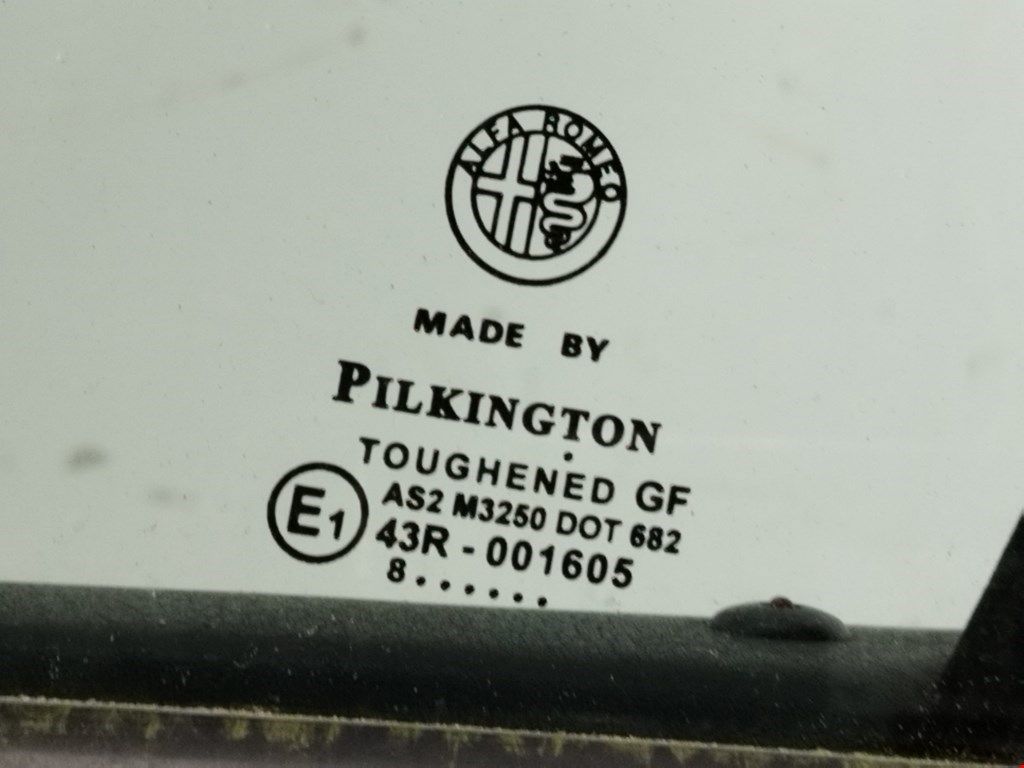 ALFA ROMEO
MADE BY
PILKINGTON
TOUGHENED GF
AS2 M3250 DOT 682
E1
43R - 001605
8......